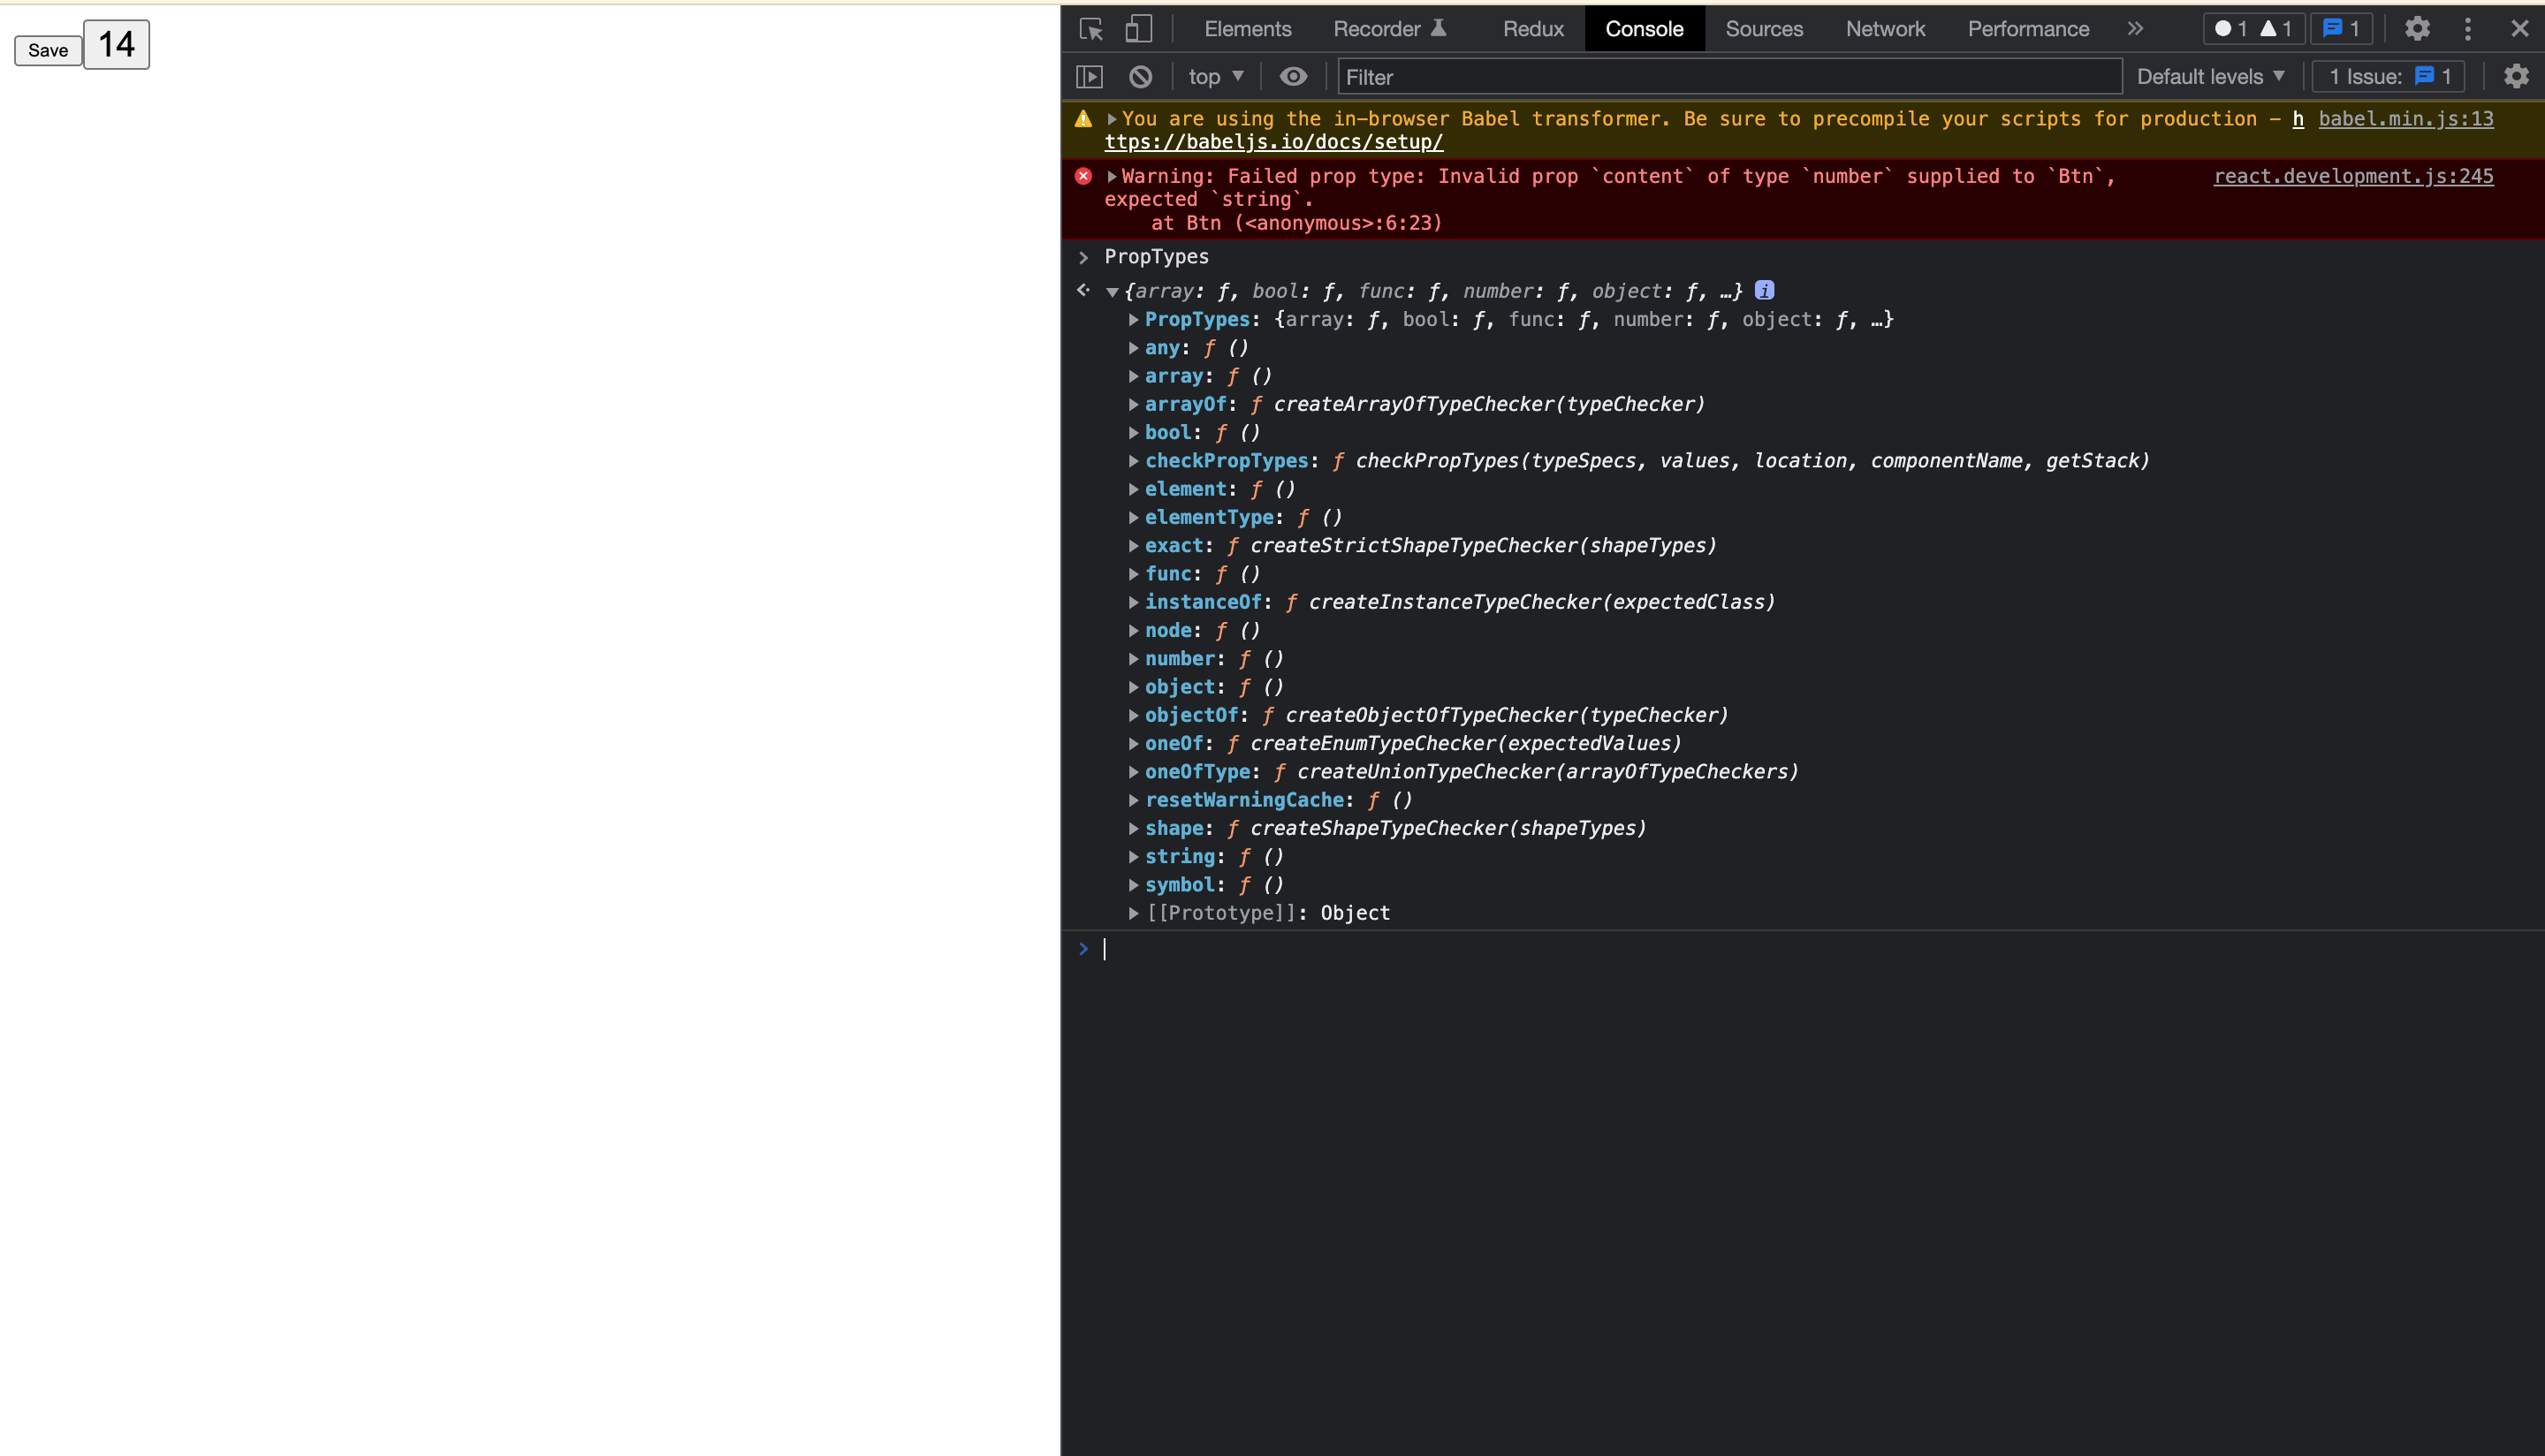 Save 14
Elements Recorder Redux Console Sources Network Performance » 1 1 1
top Filter Default levels 1 Issue: 1
You are using the in-browser Babel transformer. Be sure to precompile your scripts for production – h babel.min.js:13
ttps://babeljs.io/docs/setup/
Warning: Failed prop type: Invalid prop `content` of type `number` supplied to `Btn`, react.development.js:245
expected `string`.
at Btn (<anonymous>:6:23)
> PropTypes
{array: ƒ, bool: ƒ, func: ƒ, number: ƒ, object: ƒ, …} i
PropTypes: {array: ƒ, bool: ƒ, func: ƒ, number: ƒ, object: ƒ, …}
any: ƒ ()
array: ƒ ()
arrayOf: ƒ createArrayOfTypeChecker(typeChecker)
bool: ƒ ()
checkPropTypes: ƒ checkPropTypes(typeSpecs, values, location, componentName, getStack)
element: ƒ ()
elementType: ƒ ()
exact: ƒ createStrictShapeTypeChecker(shapeTypes)
func: ƒ ()
instanceOf: ƒ createInstanceTypeChecker(expectedClass)
node: ƒ ()
number: ƒ ()
object: ƒ ()
objectOf: ƒ createObjectOfTypeChecker(typeChecker)
oneOf: ƒ createEnumTypeChecker(expectedValues)
oneOfType: ƒ createUnionTypeChecker(arrayOfTypeCheckers)
resetWarningCache: ƒ ()
shape: ƒ createShapeTypeChecker(shapeTypes)
string: ƒ ()
symbol: ƒ ()
[[Prototype]]: Object
>